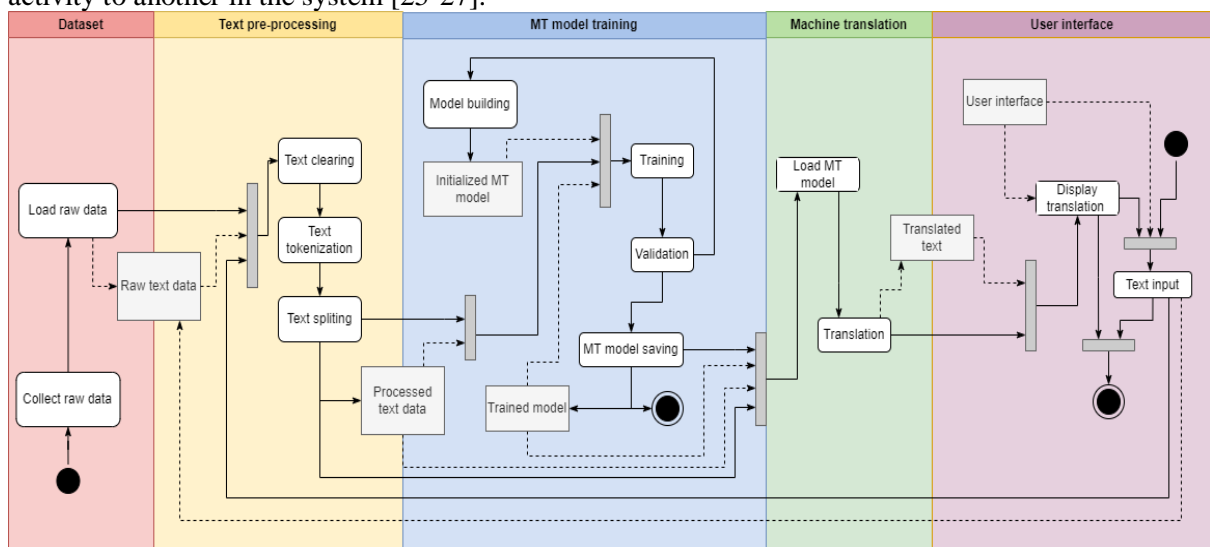 activity to another in the system [23-27].
Dataset
Text pre-processing
MT model training
Machine translation
User interface
Load raw data
Raw text data
Collect raw data
Text clearing
Text
tokenization
Text spliting
Processed
text data
Model building
Initialized MT
model
Training
Validation
MT model saving
Trained model
Load MT
model
Translation
Translated
text
User interface
Display
translation
Text input